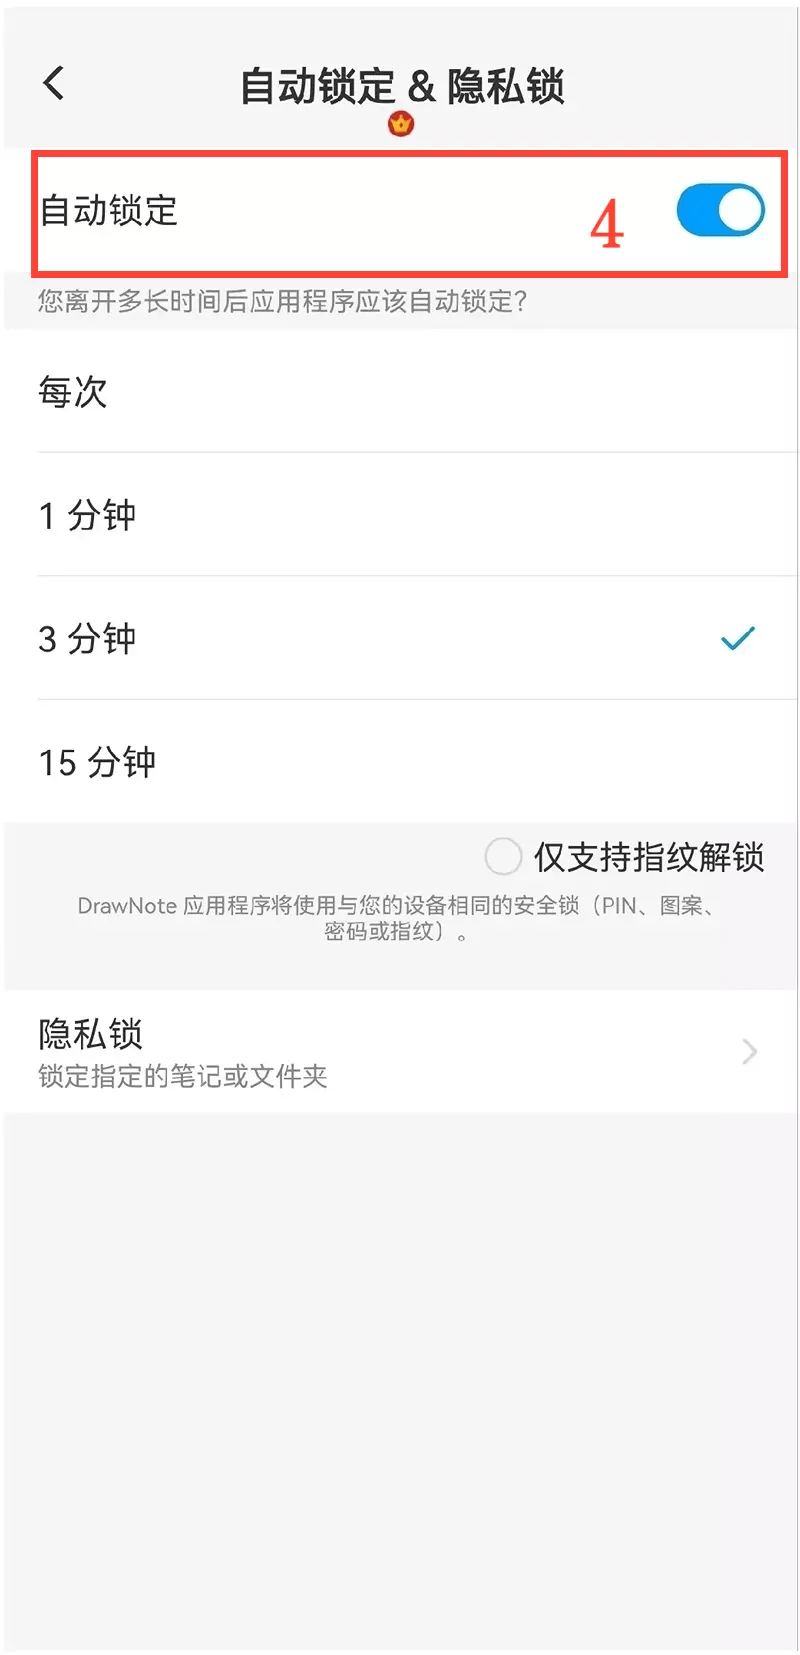 自动锁定 & 隐私锁
自动锁定
4
您离开多长时间后应用程序应该自动锁定？
每次
1 分钟
3 分钟
15 分钟
仅支持指纹解锁
DrawNote 应用程序将使用与您的设备相同的安全锁（PIN、图案、
密码或指纹）。
隐私锁
锁定指定的笔记或文件夹